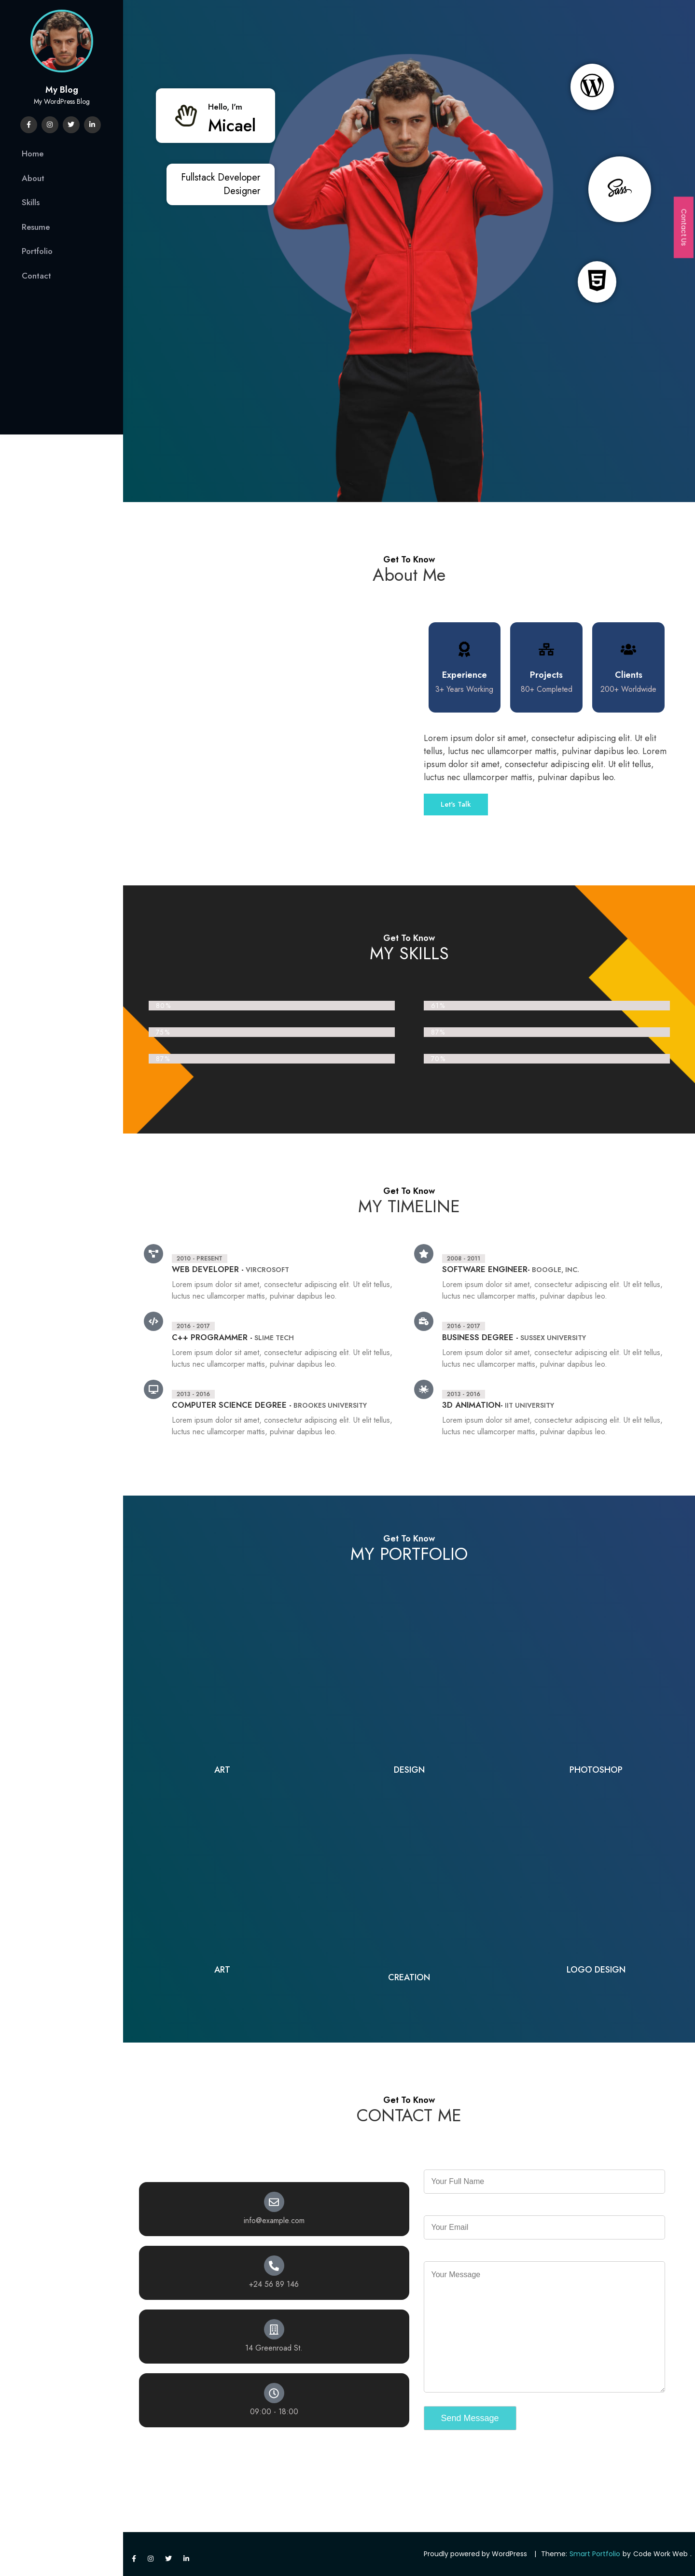 My Blog
My WordPress Blog
Home
About
Skills
Resume
Portfolio
Contact
Hello, I'm
Micael
Fullstack Developer
Designer
Sass
Contact Us
Get To Know
About Me
Experience
3+ Years Working
Projects
80+ Completed
Clients
200+ Worldwide
Lorem ipsum dolor sit amet, consectetur adipiscing elit. Ut elit
tellus, luctus nec ullamcorper mattis, pulvinar dapibus leo. Lorem
ipsum dolor sit amet, consectetur adipiscing elit. Ut elit tellus,
luctus nec ullamcorper mattis, pulvinar dapibus leo.
Let's Talk
Get To Know
MY SKILLS
Get To Know
MY TIMELINE
2010 - PRESENT
WEB DEVELOPER - VIRCROSOFT
Lorem ipsum dolor sit amet, consectetur adipiscing elit. Ut elit tellus,
luctus nec ullamcorper mattis, pulvinar dapibus leo.
2016 - 2017
C++ PROGRAMMER - SLIME TECH
Lorem ipsum dolor sit amet, consectetur adipiscing elit. Ut elit tellus,
luctus nec ullamcorper mattis, pulvinar dapibus leo.
2013 - 2016
COMPUTER SCIENCE DEGREE - BROOKES UNIVERSITY
Lorem ipsum dolor sit amet, consectetur adipiscing elit. Ut elit tellus,
luctus nec ullamcorper mattis, pulvinar dapibus leo.
2008 - 2011
SOFTWARE ENGINEER- BOOGLE, INC.
Lorem ipsum dolor sit amet, consectetur adipiscing elit. Ut elit tellus,
luctus nec ullamcorper mattis, pulvinar dapibus leo.
2016 - 2017
BUSINESS DEGREE - SUSSEX UNIVERSITY
Lorem ipsum dolor sit amet, consectetur adipiscing elit. Ut elit tellus,
luctus nec ullamcorper mattis, pulvinar dapibus leo.
2013 - 2016
3D ANIMATION- IIT UNIVERSITY
Lorem ipsum dolor sit amet, consectetur adipiscing elit. Ut elit tellus,
luctus nec ullamcorper mattis, pulvinar dapibus leo.
Get To Know
MY PORTFOLIO
ART
DESIGN
PHOTOSHOP
ART
CREATION
LOGO DESIGN
Get To Know
CONTACT ME
info@example.com
+24 56 89 146
14 Greenroad St.
09:00 - 18:00
Your Full Name
Your Email
Your Message
Send Message
Proudly powered by WordPress | Theme: Smart Portfolio by Code Work Web .